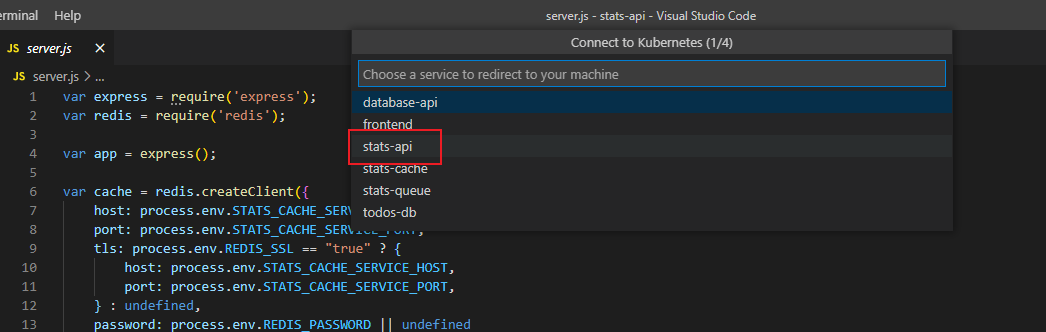 erminal Help server.js - stats-api - Visual Studio Code
JS server.js ×
Connect to Kubernetes (1/4)
JS server.js > ...
Choose a service to redirect to your machine
database-api
frontend
stats-api
stats-cache
stats-queue
todos-db
1 var express = require('express');
2 var redis = require('redis');
3
4 var app = express();
5
6 var cache = redis.createClient({
7 host: process.env.STATS_CACHE_SERV
8 port: process.env.STATS_CACHE_SERVICE_PORT,
9 tls: process.env.REDIS_SSL == "true" ? {
10 host: process.env.STATS_CACHE_SERVICE_HOST,
11 port: process.env.STATS_CACHE_SERVICE_PORT,
12 } : undefined,
13 password: process.env.REDIS_PASSWORD || undefined